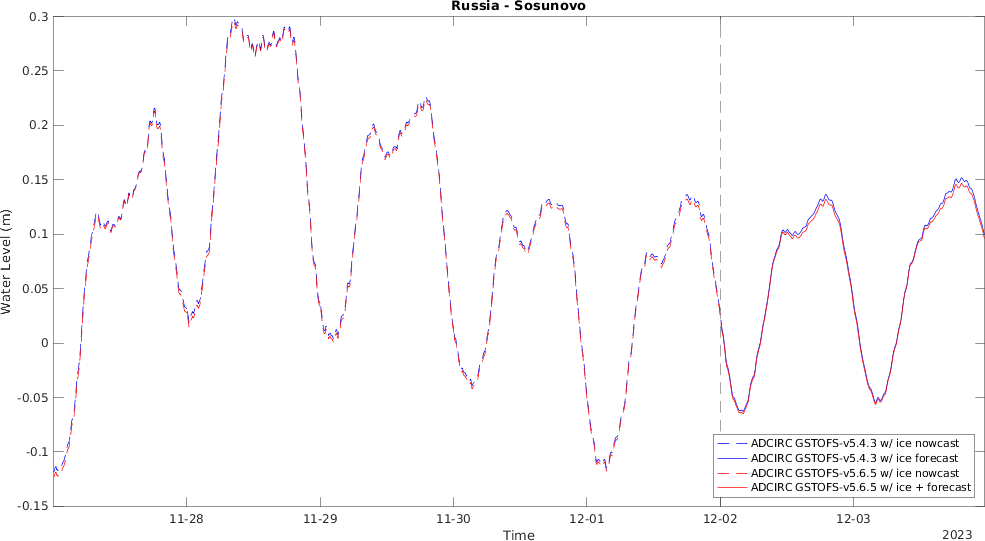 Russia - Sosunovo
0.3
0.25
0.2
0.15
0.1
0.05
0
-0.05
-0.1
-0.15
Water Level (m)
11-28
11-29
11-30
12-01
12-02
12-03
Time
2023
ADCIRC GSTOFS-v5.4.3 w/ ice nowcast
ADCIRC GSTOFS-v5.4.3 w/ ice forecast
ADCIRC GSTOFS-v5.6.5 w/ ice nowcast
ADCIRC GSTOFS-v5.6.5 w/ ice + forecast